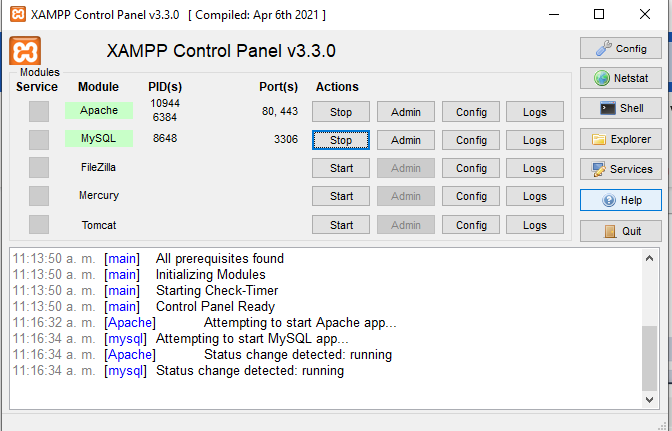 XAMPP Control Panel v3.3.0 [ Compiled: Apr 6th 2021 ]
XAMPP Control Panel v3.3.0
Config
Modules
Service Module PID(s) Port(s) Actions
Netstat
Apache 10944 6384 80, 443 Stop Admin Config Logs
Shell
MySQL 8648 3306 Stop Admin Config Logs
Explorer
FileZilla Start Admin Config Logs
Services
Mercury Start Admin Config Logs
Help
Tomcat Start Admin Config Logs
Quit
11:13:50 a. m. [main] All prerequisites found
11:13:50 a. m. [main] Initializing Modules
11:13:50 a. m. [main] Starting Check-Timer
11:13:50 a. m. [main] Control Panel Ready
11:16:32 a. m. [Apache] Attempting to start Apache app...
11:16:34 a. m. [mysql] Attempting to start MySQL app...
11:16:34 a. m. [Apache] Status change detected: running
11:16:34 a. m. [mysql] Status change detected: running